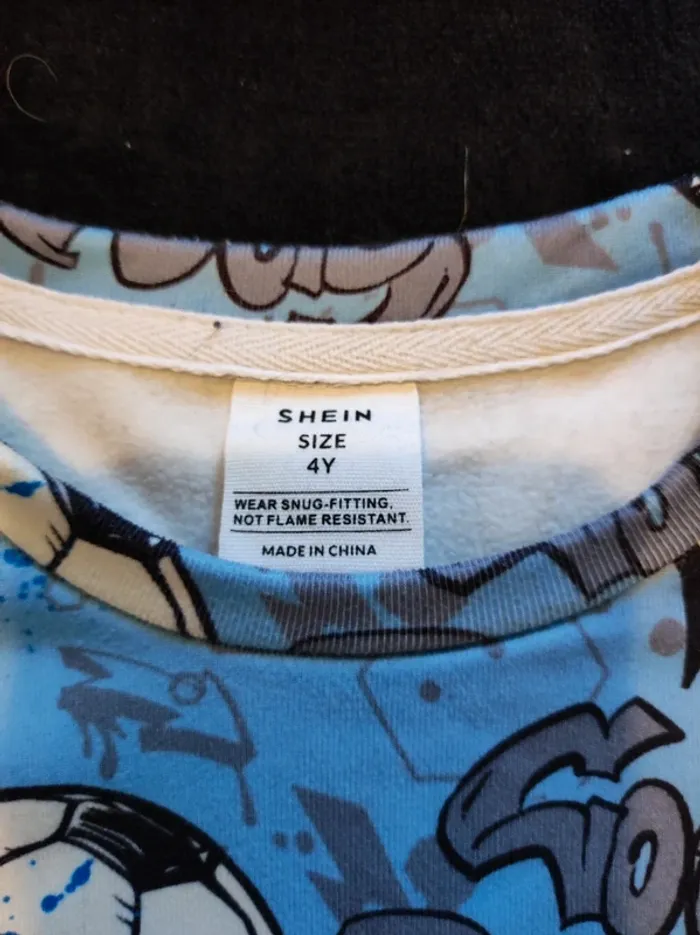 SHEIN
SIZE
4Y
WEAR SNUG-FITTING,
NOT FLAME RESISTANT.
MADE IN CHINA